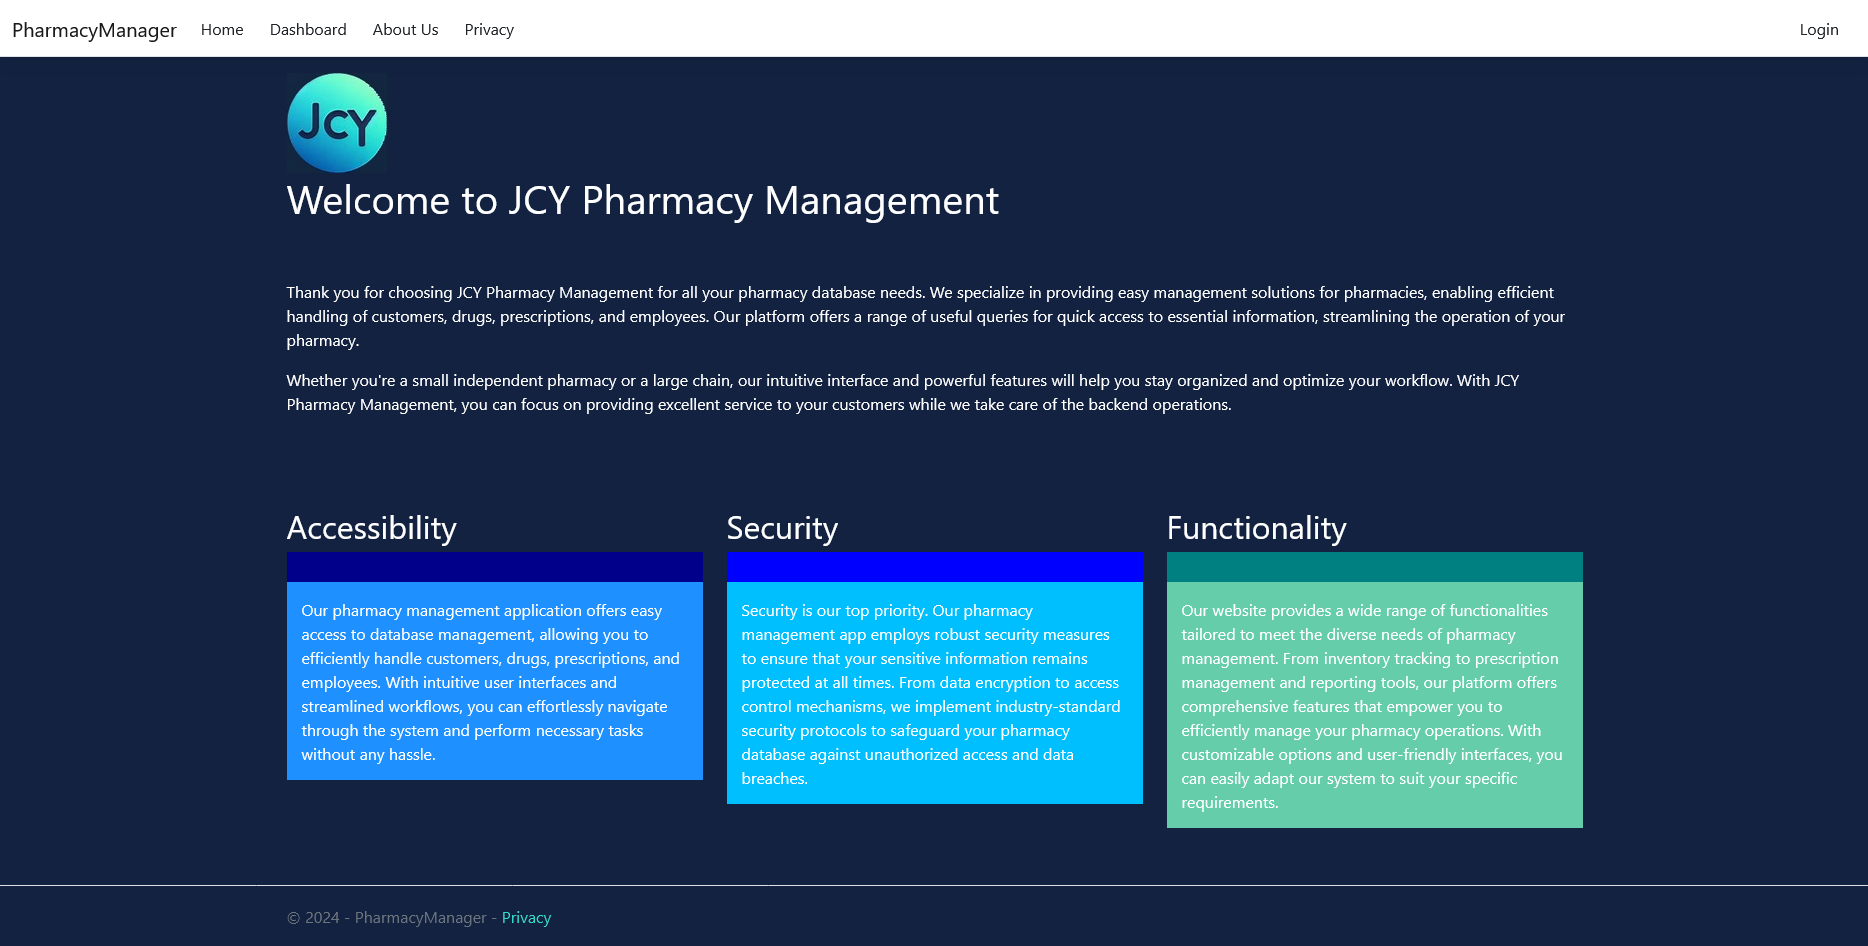 PharmacyManager Home Dashboard About Us Privacy Login
JCY
Welcome to JCY Pharmacy Management
Thank you for choosing JCY Pharmacy Management for all your pharmacy database needs. We specialize in providing easy management solutions for pharmacies, enabling efficient
handling of customers, drugs, prescriptions, and employees. Our platform offers a range of useful queries for quick access to essential information, streamlining the operation of your
pharmacy.
Whether you're a small independent pharmacy or a large chain, our intuitive interface and powerful features will help you stay organized and optimize your workflow. With JCY
Pharmacy Management, you can focus on providing excellent service to your customers while we take care of the backend operations.
Accessibility
Our pharmacy management application offers easy
access to database management, allowing you to
efficiently handle customers, drugs, prescriptions, and
employees. With intuitive user interfaces and
streamlined workflows, you can effortlessly navigate
through the system and perform necessary tasks
without any hassle.
Security
Security is our top priority. Our pharmacy
management app employs robust security measures
to ensure that your sensitive information remains
protected at all times. From data encryption to access
control mechanisms, we implement industry-standard
security protocols to safeguard your pharmacy
database against unauthorized access and data
breaches.
Functionality
Our website provides a wide range of functionalities
tailored to meet the diverse needs of pharmacy
management. From inventory tracking to prescription
management and reporting tools, our platform offers
comprehensive features that empower you to
efficiently manage your pharmacy operations. With
customizable options and user-friendly interfaces, you
can easily adapt our system to suit your specific
requirements.
© 2024 - PharmacyManager - Privacy